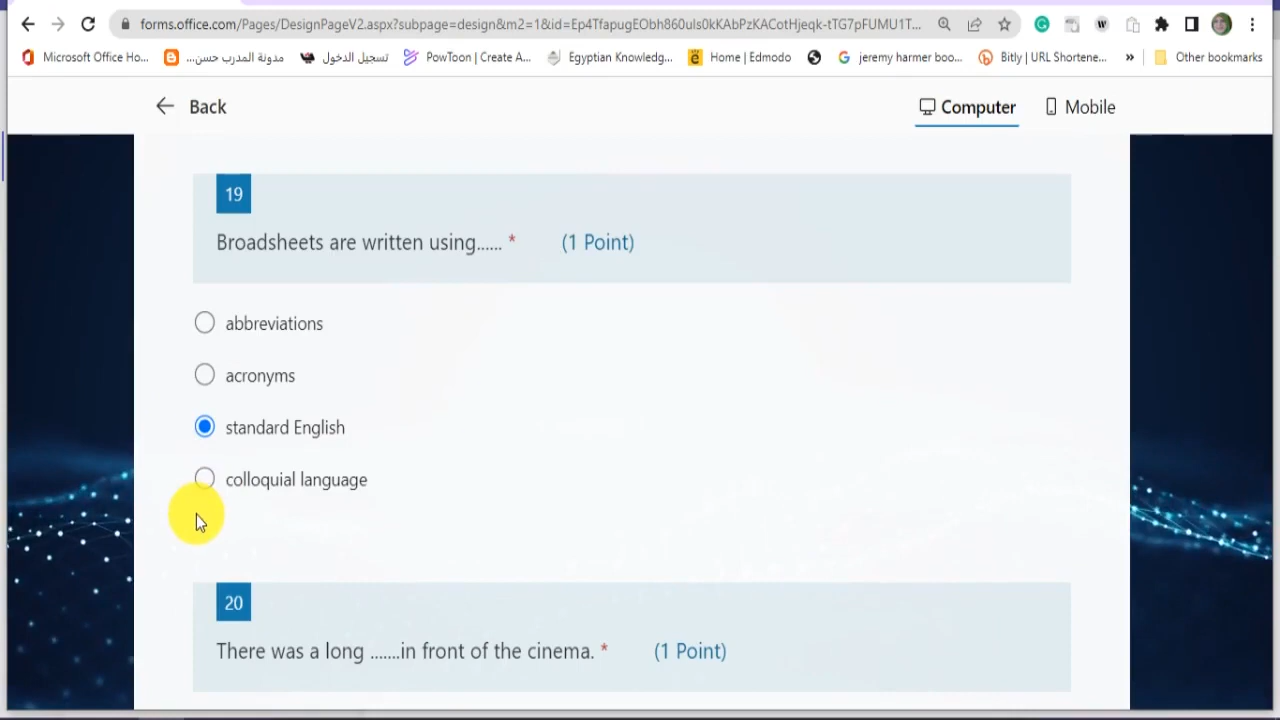 forms.office.com/Pages/DesignPageV2.aspx?subpage=design&m2=1&id=Ep4TfapugEObh860uls0kKAsPzKACotHjeqk-tTG7pFUMU1T...
Microsoft Office Ho... مدونة المدرب حسن... تسجيل الدخول PowToon | Create A... Egyptian Knowledg... Home | Edmodo jeremy harmer boo... Bitly | URL Shortene... » Other bookmarks
Back Computer Mobile
19
Broadsheets are written using...... * (1 Point)
abbreviations
acronyms
standard English
colloquial language
20
There was a long .......in front of the cinema. * (1 Point)